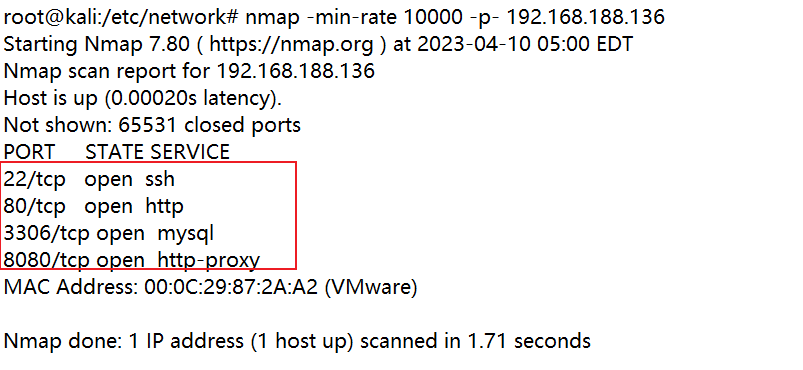 root@kali:/etc/network# nmap -min-rate 10000 -p- 192.168.188.136
Starting Nmap 7.80 ( https://nmap.org ) at 2023-04-10 05:00 EDT
Nmap scan report for 192.168.188.136
Host is up (0.00020s latency).
Not shown: 65531 closed ports
PORT     STATE SERVICE
22/tcp   open  ssh
80/tcp   open  http
3306/tcp open  mysql
8080/tcp open  http-proxy
MAC Address: 00:0C:29:87:2A:A2 (VMware)
Nmap done: 1 IP address (1 host up) scanned in 1.71 seconds